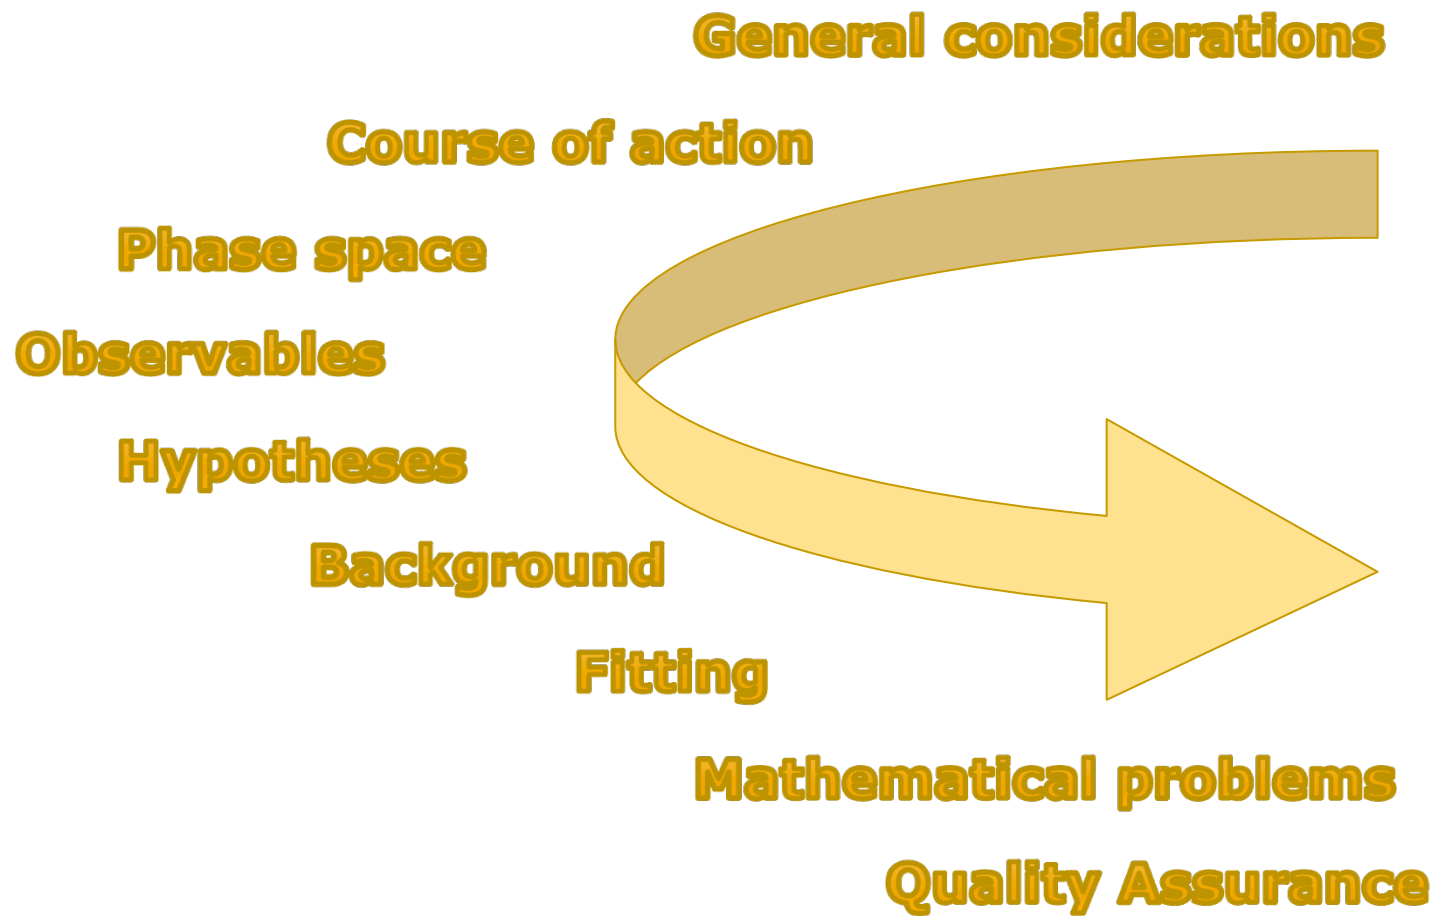 General considerations
Course of action
Phase space
Observables
Hypotheses
Background
Fitting
Mathematical problems
Quality Assurance